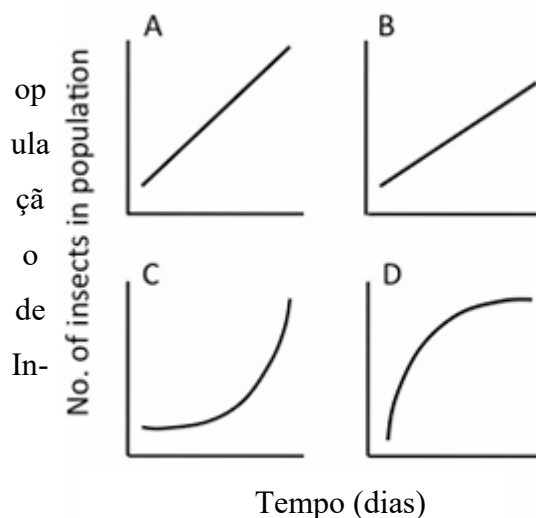 A
B
op
ula
çã
o
de
In-
No. of insects in population
C
D
Tempo (dias)